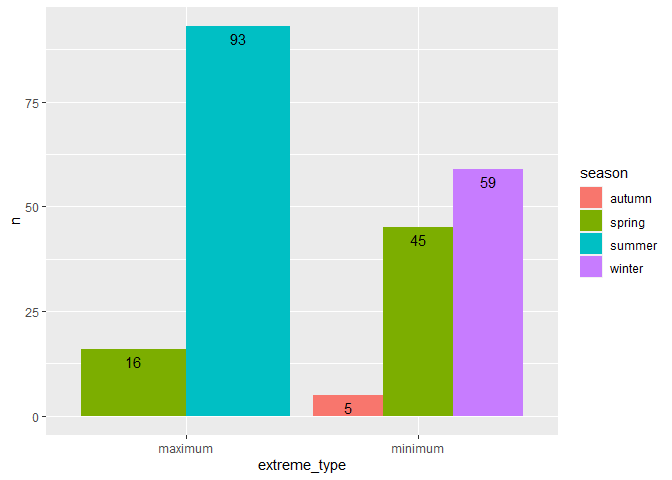 93
75
59
50
45
25
16
5
0
n
maximum
minimum
extreme_type
season
autumn
spring
summer
winter